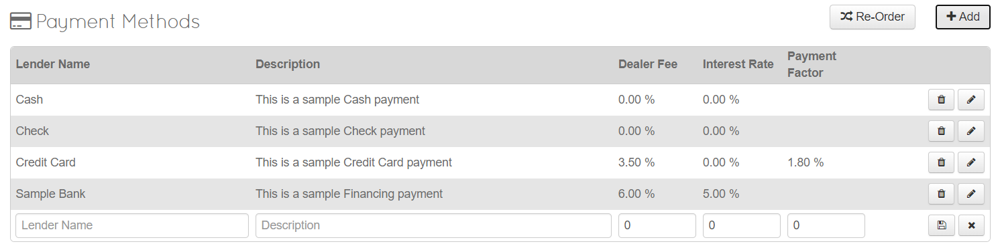 Payment Methods
Re-Order
Add
Lender Name Description Dealer Fee Interest Rate Payment Factor
Cash This is a sample Cash payment 0.00 % 0.00 %
Check This is a sample Check payment 0.00 % 0.00 %
Credit Card This is a sample Credit Card payment 3.50 % 0.00 % 1.80 %
Sample Bank This is a sample Financing payment 6.00 % 5.00 %
Lender Name Description 0 0 0